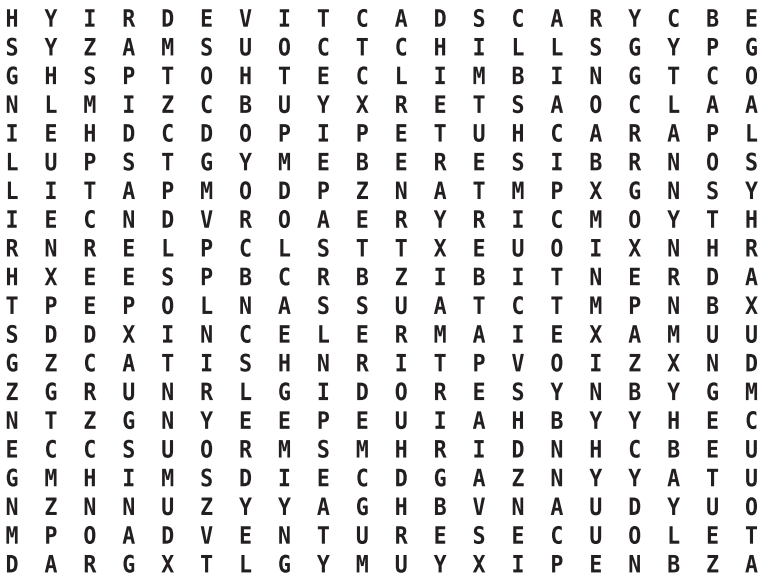 H Y I R D E V I T C A D S C A R Y C B E
S Y Z A M S U O C T C H I L L S G Y P G
G H S P T O H T E C L I M B I N G T C O
N L M I Z C B U Y X R E T S A O C L A A
I E H D C D O P I P E T U H C A R A P L
L U P S T G Y M E B E R E S I B R N O S
L I T A P M O D P Z N A T M P X G N S Y
I E C N D V R O A E R Y R I C M O Y T H
R N R E L P C L S T T X E U O I X N H R
H X E E S P B C R B Z I B I T N E R D A
T P E P O L N A S S U A T C T M P N B X
S D D X I N C E L E R M A I E X A M U U
G Z C A T I S H N R I T P V O I Z X N D
Z G R U N R L G I D O R E S Y N B Y G M
N T Z G N Y E E P E U I A H B Y Y H E C
E C C S U O R M S M H R I D N H C B E U
G M H I M S D I E C D G A Z N Y Y A T U
N Z N N U Z Y Y A G H B V N A U D Y U O
M P O A D V E N T U R E S E C U O L E T
D A R G X T L G Y M U Y X I P E N B Z A